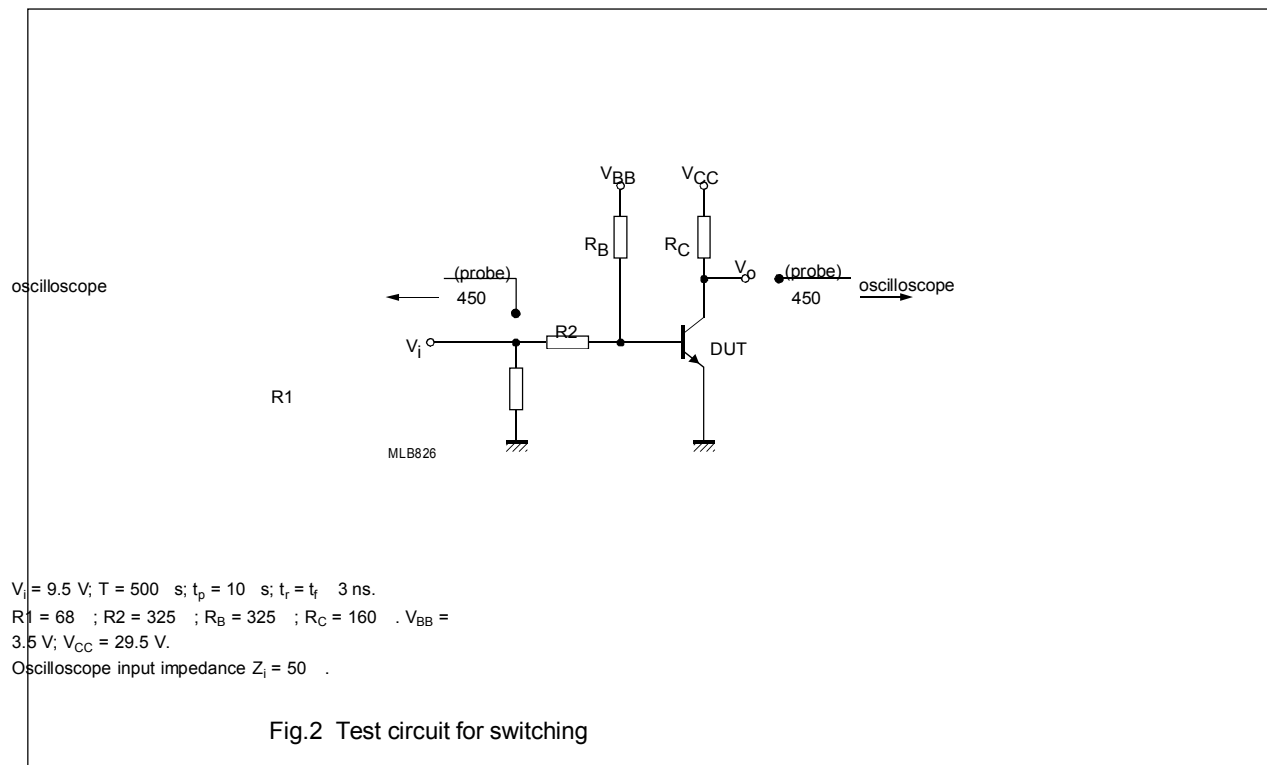 VBB VCC
RB RC
Vo
(probe) (probe)
oscilloscope oscilloscope
450 450
R2
Vi DUT
R1
MLB826
Vi = 9.5 V; T = 500 s; tp = 10 s; tr = tf 3 ns.
R1 = 68 ; R2 = 325 ; RB = 325 ; RC = 160 . VBB =
3.5 V; VCC = 29.5 V.
Oscilloscope input impedance Zi = 50 .
Fig.2 Test circuit for switching